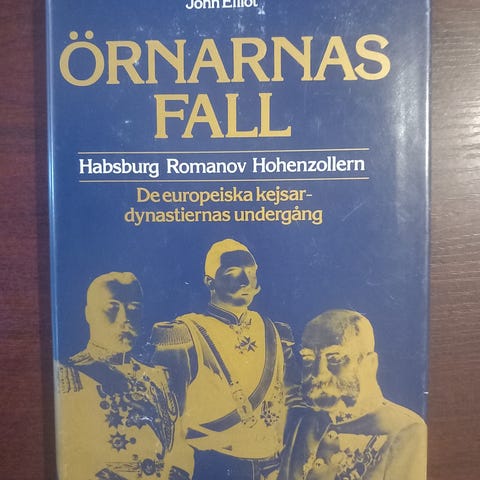 John Elliot
ÖRNARNAS
FALL
Habsburg Romanov Hohenzollern
De europeiska kejsar-
dynastiernas undergång